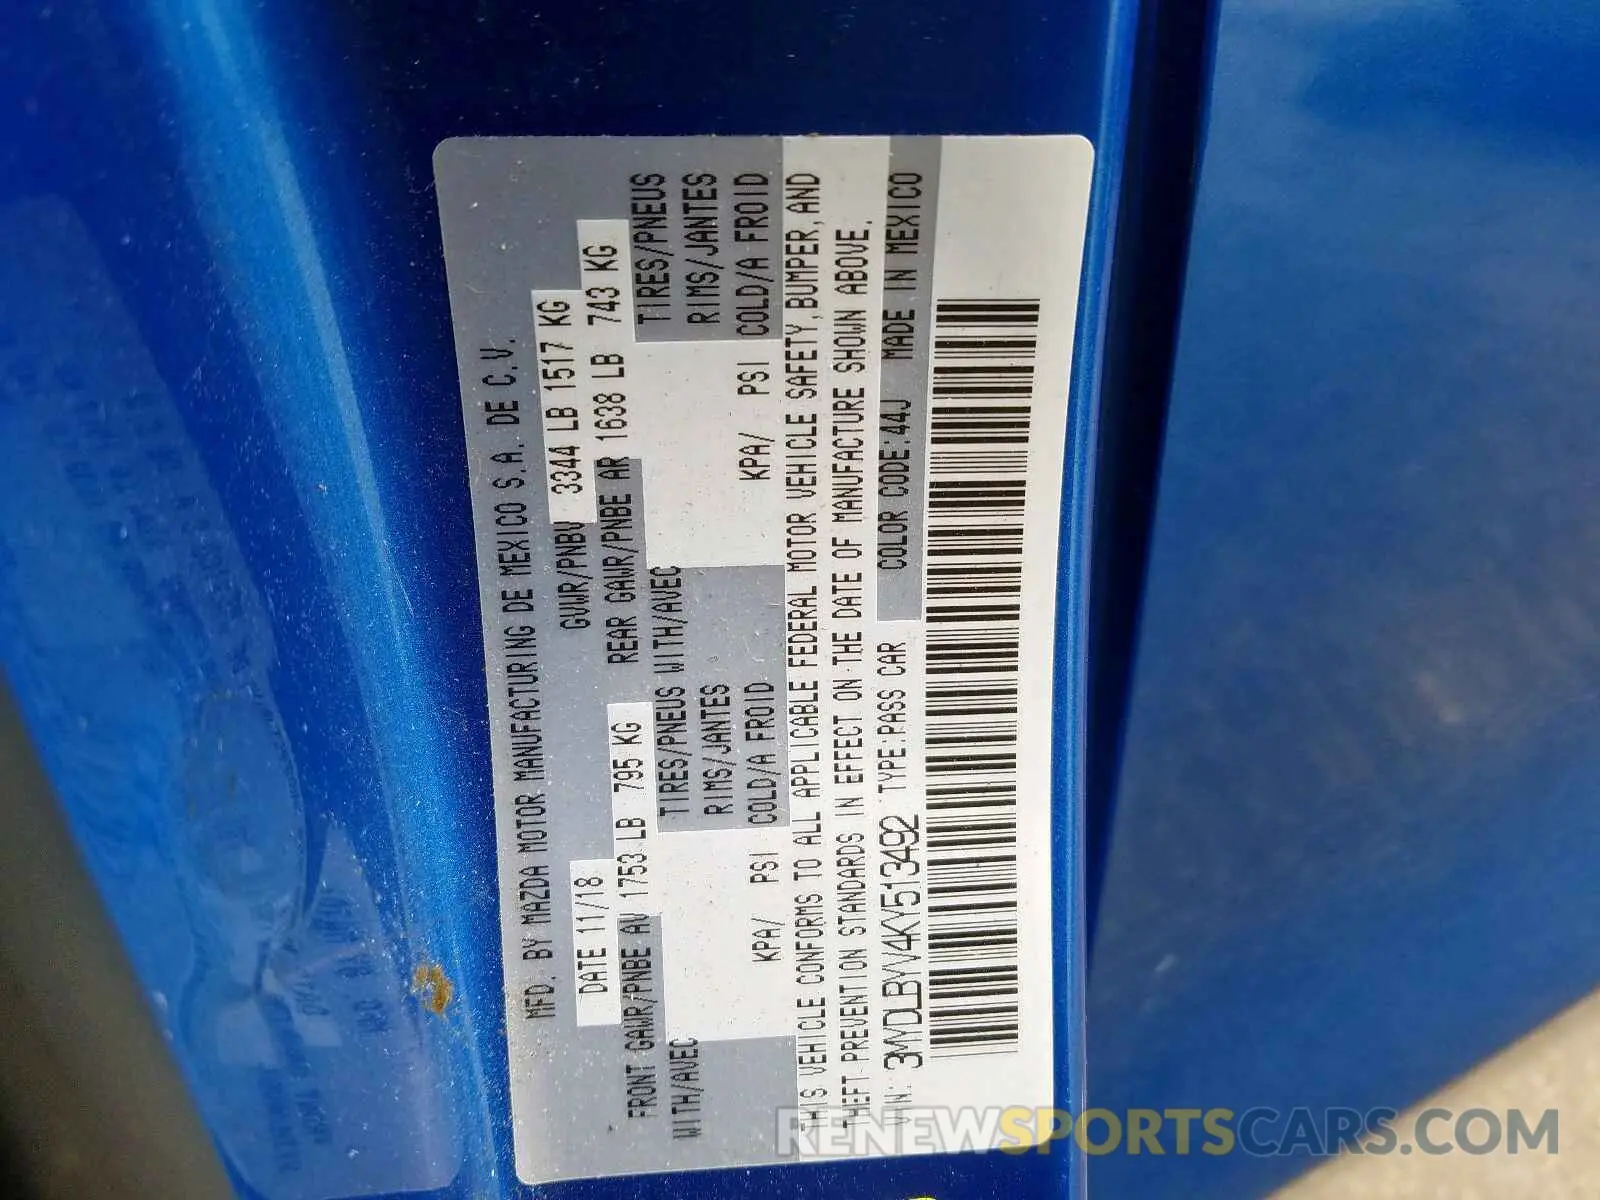 MFD. BY MAZDA MOTOR MANUFACTURING DE MEXICO S.A. DE C.V.
DATE 11/18 GVWR/PNBV 3344 LB 1517 KG
FRONT GAWR/PNBE AV 1753 LB 795 KG REAR GAWR/PNBE AR 1638 LB 743 KG
WITH/AVEC TIRES/PNEUS WITH/AVEC TIRES/PNEUS
RIMS/JANTES RIMS/JANTES
KPA/ PSI COLD/A FROID KPA/ PSI COLD/A FROID
THIS VEHICLE CONFORMS TO ALL APPLICABLE FEDERAL MOTOR VEHICLE SAFETY, BUMPER, AND
THEFT PREVENTION STANDARDS IN EFFECT ON THE DATE OF MANUFACTURE SHOWN ABOVE.
VIN: 3MYDLBYV4KY513492 TYPE:PASS CAR COLOR CODE:44J MADE IN MEXICO
RENEWSPORTSCARS.COM